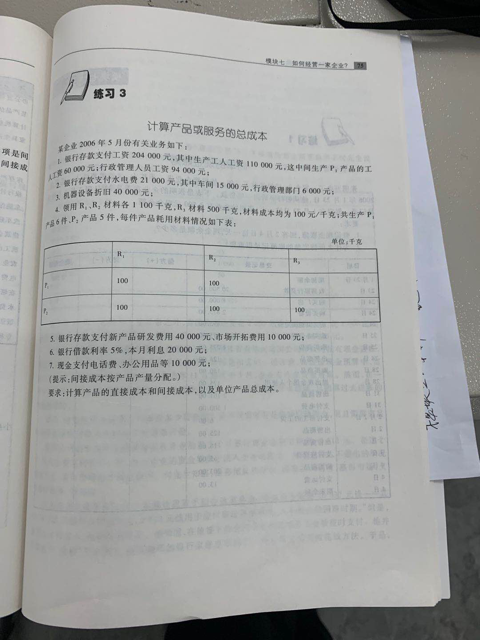 模块七 如何经营一家企业?
练习 3
计算产品或服务的总成本
某企业 2006 年 5 月份有关业务如下:
1. 银行存款支付工资 204 000 元,其中生产工人工资 110 000 元,这中间生产 P₁ 产品的工
人工资 60 000 元;行政管理人员工资 94 000 元;
2. 银行存款支付水电费 21 000 元,其中车间 15 000 元,行政管理部门 6 000 元;
3. 机器设备折旧 40 000 元;
4. 领用 R₁、R₂ 材料各 1 100 千克,R₃ 材料 500 千克,材料成本均为 100 元/千克;共生产 P₁
产品 6 件,P₂ 产品 5 件,每件产品耗用材料情况如下表:
单位:千克
R₁ R₂ R₃
P₁ 100 100
P₂ 100 100 100
5. 银行存款支付新产品研发费用 40 000 元,市场开拓费用 10 000 元;
6. 银行借款利率 5%,本月利息 20 000 元;
7. 现金支付电话费、办公用品等 10 000 元;
(提示:间接成本按产品产量分配。)
要求:计算产品的直接成本和间接成本,以及单位产品总成本。
项是间
间接成